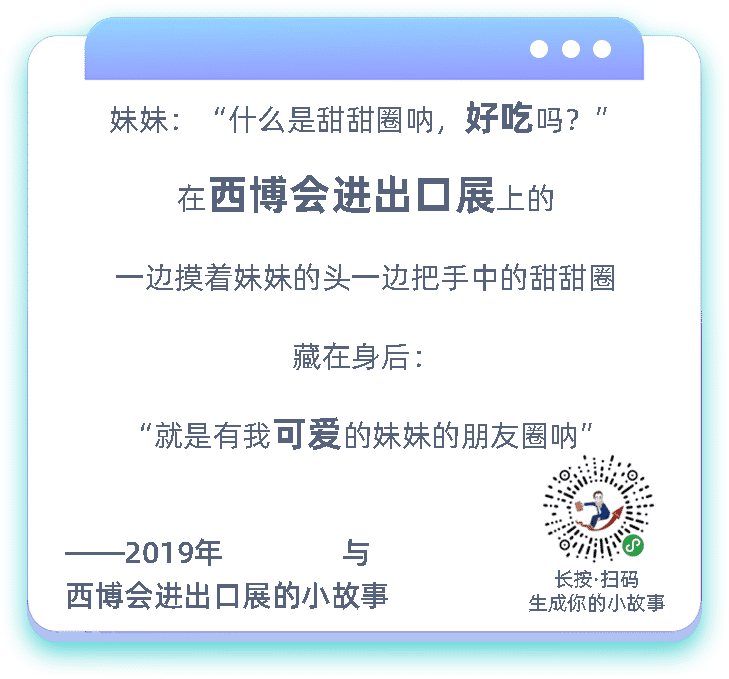 妹妹：“什么是甜甜圈呐，好吃吗？”
在西博会进出口展上的
一边摸着妹妹的头一边把手中的甜甜圈
藏在身后：
“就是有我可爱的妹妹的朋友圈呐”
——2019年 与
西博会进出口展的小故事
长按·扫码
生成你的小故事